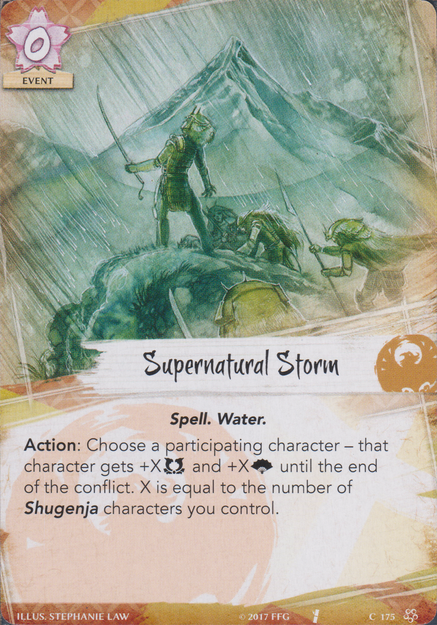 0
EVENT
Supernatural Storm
Spell. Water.
Action: Choose a participating character – that
character gets +X and +X until the end
of the conflict. X is equal to the number of
Shugenja characters you control.
ILLUS. STEPHANIE LAW © 2017 FFG C 175